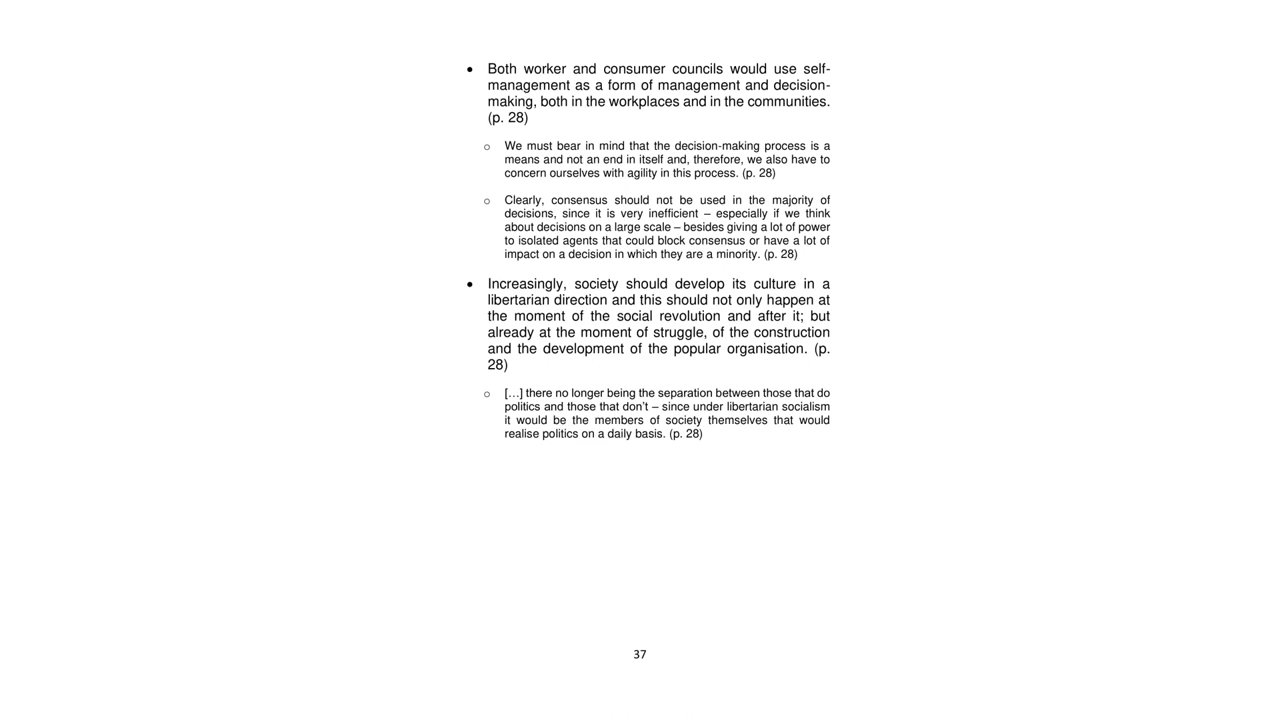 • Both worker and consumer councils would use self-
management as a form of management and decision-
making, both in the workplaces and in the communities.
(p. 28)
o We must bear in mind that the decision-making process is a
means and not an end in itself and, therefore, we also have to
concern ourselves with agility in this process. (p. 28)
o Clearly, consensus should not be used in the majority of
decisions, since it is very inefficient – especially if we think
about decisions on a large scale – besides giving a lot of power
to isolated agents that could block consensus or have a lot of
impact on a decision in which they are a minority. (p. 28)
• Increasingly, society should develop its culture in a
libertarian direction and this should not only happen at
the moment of the social revolution and after it; but
already at the moment of struggle, of the construction
and the development of the popular organisation. (p.
28)
o […] there no longer being the separation between those that do
politics and those that don’t – since under libertarian socialism
it would be the members of society themselves that would
realise politics on a daily basis. (p. 28)
37